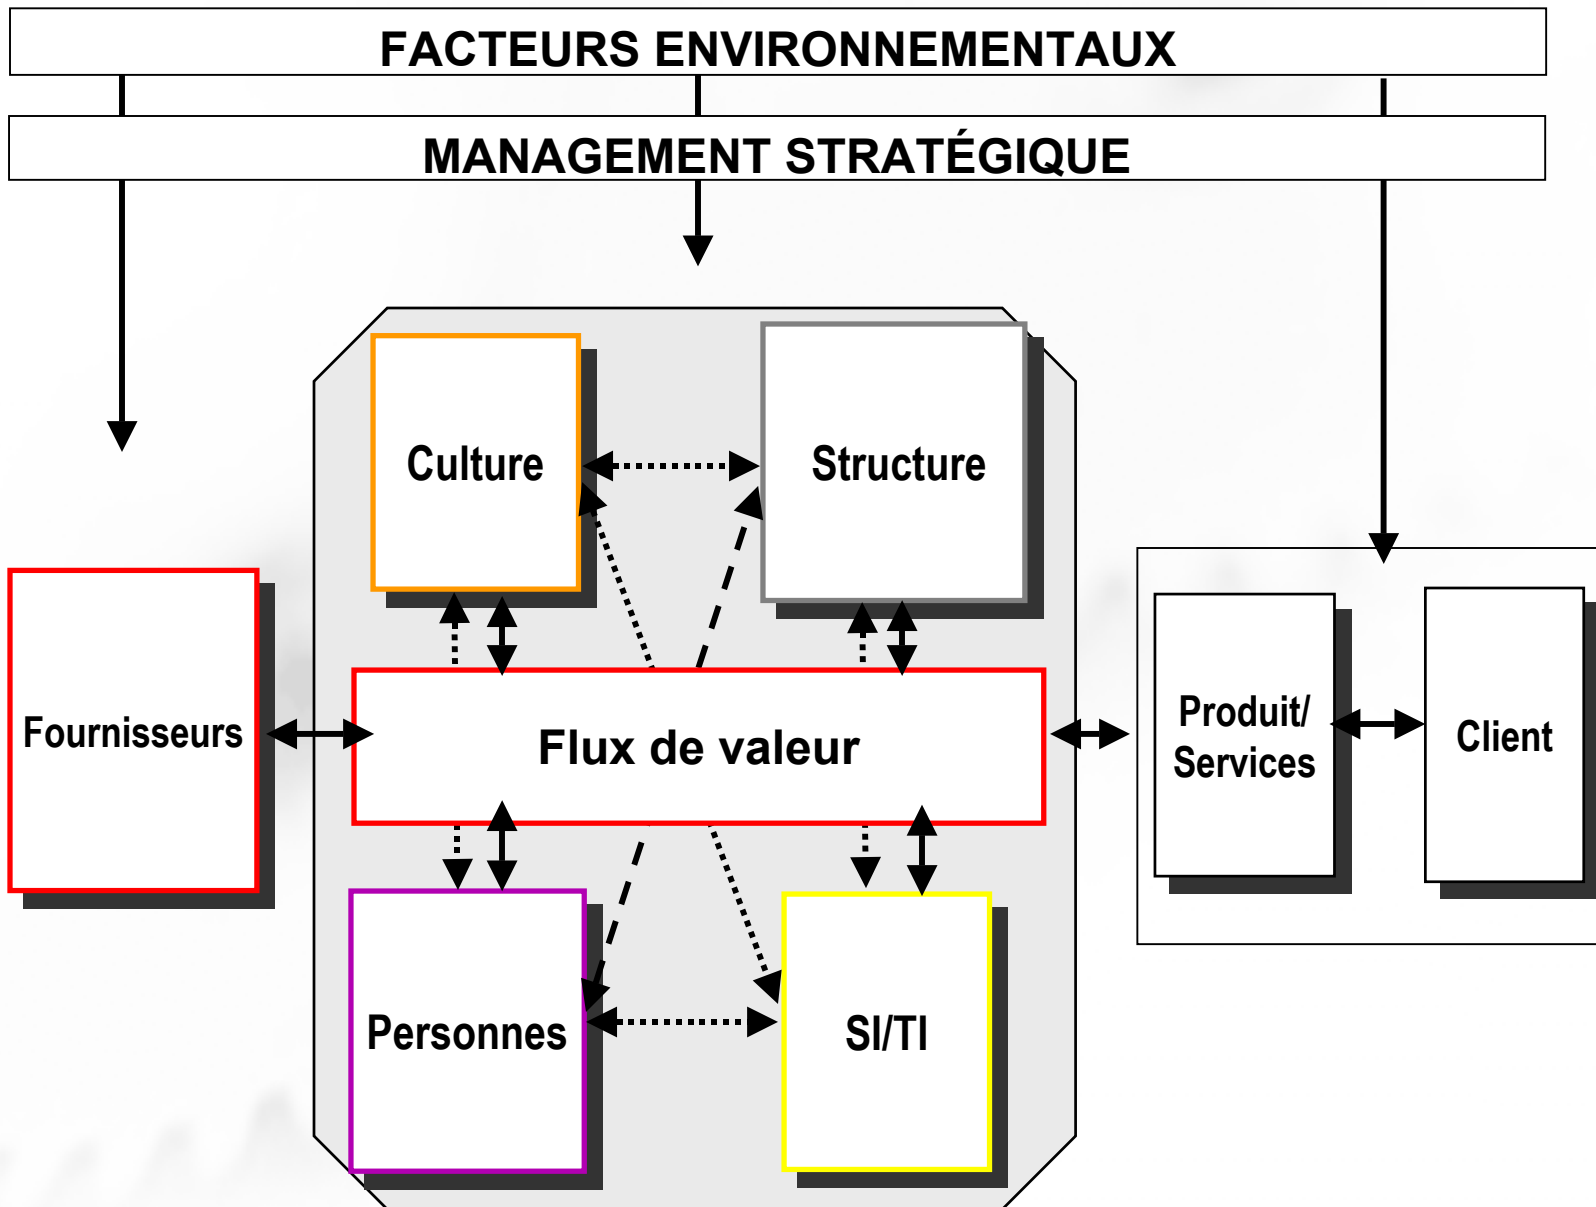 FACTEURS ENVIRONNEMENTAUX
MANAGEMENT STRATÉGIQUE
Culture
Structure
Fournisseurs
Flux de valeur
Produit/
Services
Client
Personnes
SI/TI